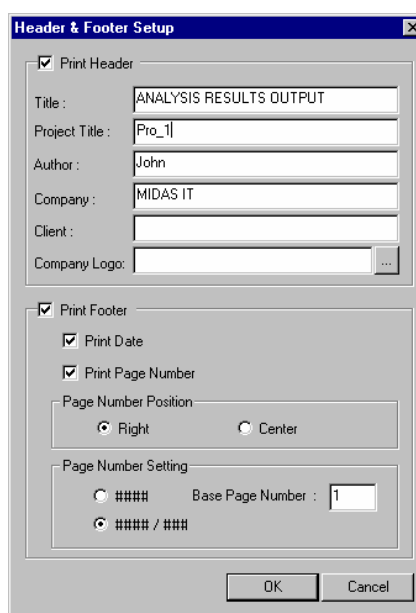 Header & Footer Setup
Print Header
Title : ANALYSIS RESULTS OUTPUT
Project Title : Pro_1
Author : John
Company : MIDAS IT
Client :
Company Logo: ...
Print Footer
Print Date
Print Page Number
Page Number Position
Right Center
Page Number Setting
#### Base Page Number : 1
#### / ###
OK Cancel